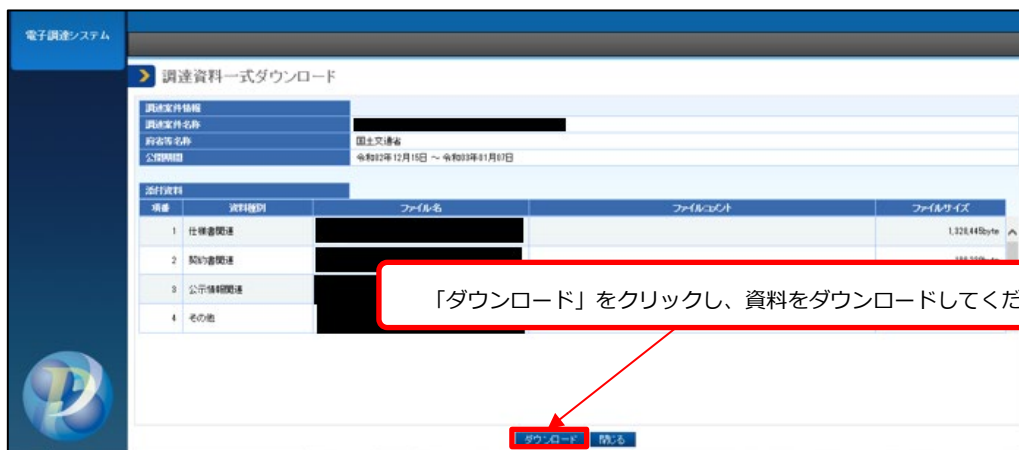 電子調達システム
調達資料一式ダウンロード
調達案件情報
調達案件名称
府省等名称 国土交通省
公開期間 令和02年12月15日 ～ 令和03年01月07日
添付資料
項番 資料種別 ファイル名 ファイルコメント ファイルサイズ
1 仕様書関連 1,328,445byte
2 契約書関連
3 公示情報関連
4 その他
「ダウンロード」をクリックし、資料をダウンロードしてくだ
ダウンロード 閉じる